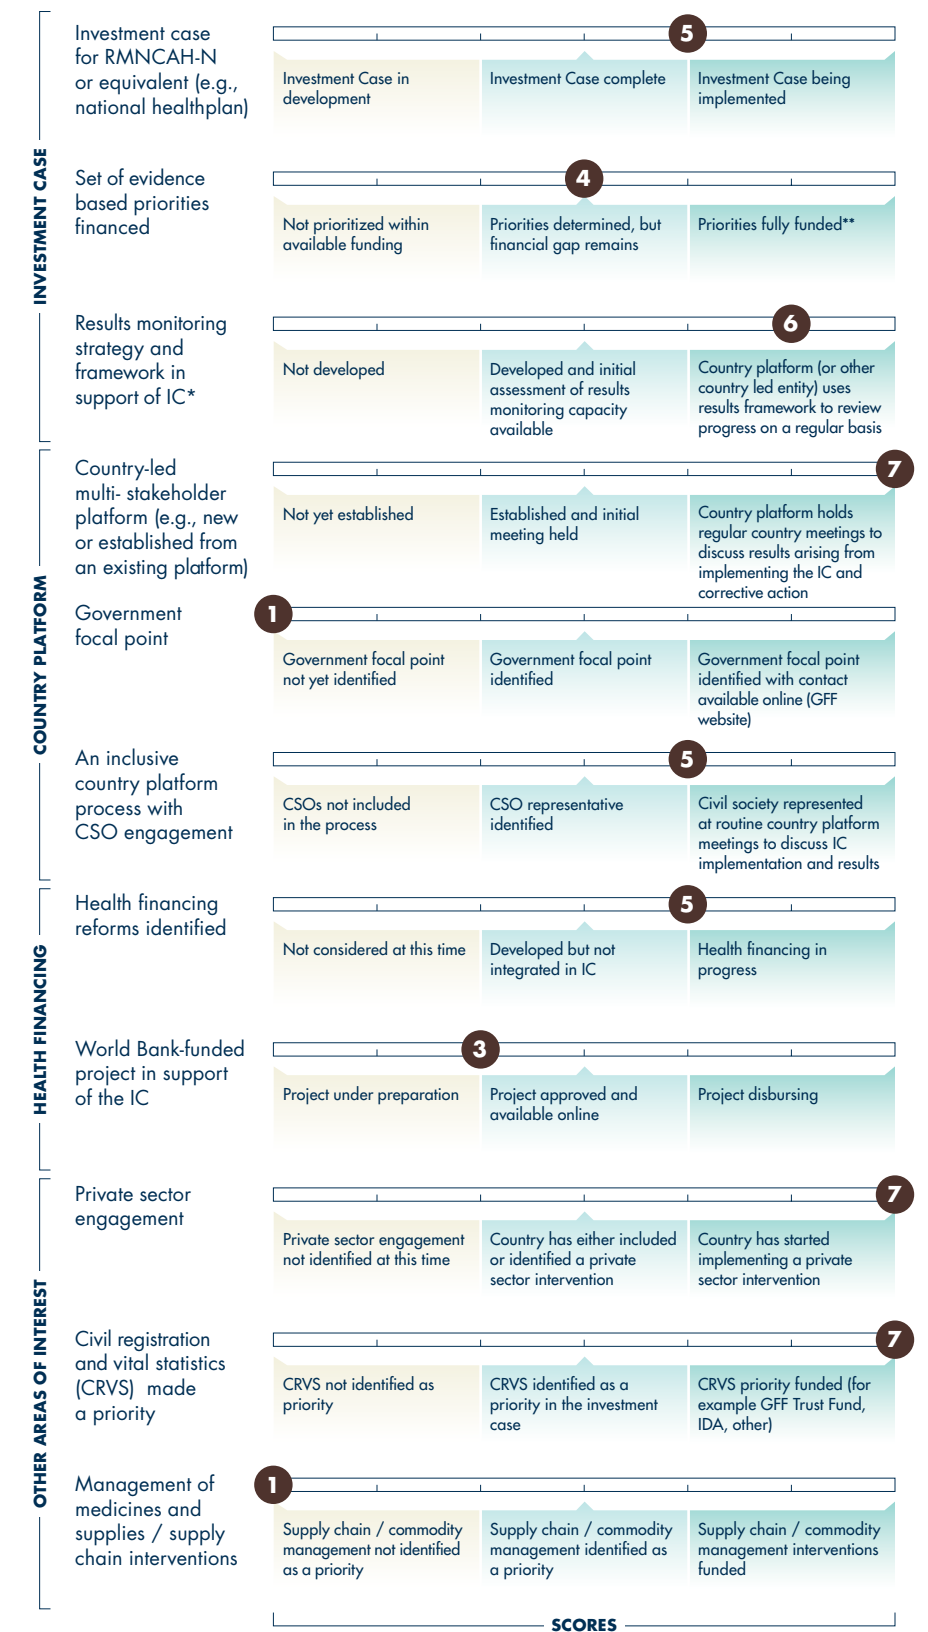 INVESTMENT CASE
Investment case
for RMNCAH-N
or equivalent (e.g.,
national healthplan)
5
Investment Case in
development
Investment Case complete
Investment Case being
implemented
Set of evidence
based priorities
financed
4
Not prioritized within
available funding
Priorities determined, but
financial gap remains
Priorities fully funded**
Results monitoring
strategy and
framework in
support of IC*
6
Not developed
Developed and initial
assessment of results
monitoring capacity
available
Country platform (or other
country led entity) uses
results framework to review
progress on a regular basis
COUNTRY PLATFORM
Country-led
multi- stakeholder
platform (e.g., new
or established from
an existing platform)
7
Not yet established
Established and initial
meeting held
Country platform holds
regular country meetings to
discuss results arising from
implementing the IC and
corrective action
Government
focal point
1
Government focal point
not yet identified
Government focal point
identified
Government focal point
identified with contact
available online (GFF
website)
An inclusive
country platform
process with
CSO engagement
5
CSOs not included
in the process
CSO representative
identified
Civil society represented
at routine country platform
meetings to discuss IC
implementation and results
HEALTH FINANCING
Health financing
reforms identified
5
Not considered at this time
Developed but not
integrated in IC
Health financing in
progress
World Bank-funded
project in support
of the IC
3
Project under preparation
Project approved and
available online
Project disbursing
OTHER AREAS OF INTEREST
Private sector
engagement
7
Private sector engagement
not identified at this time
Country has either included
or identified a private
sector intervention
Country has started
implementing a private
sector intervention
Civil registration
and vital statistics
(CRVS) made
a priority
7
CRVS not identified as
priority
CRVS identified as a
priority in the investment
case
CRVS priority funded (for
example GFF Trust Fund,
IDA, other)
Management of
medicines and
supplies / supply
chain interventions
1
Supply chain / commodity
management not identified
as a priority
Supply chain / commodity
management identified as
a priority
Supply chain / commodity
management interventions
funded
SCORES